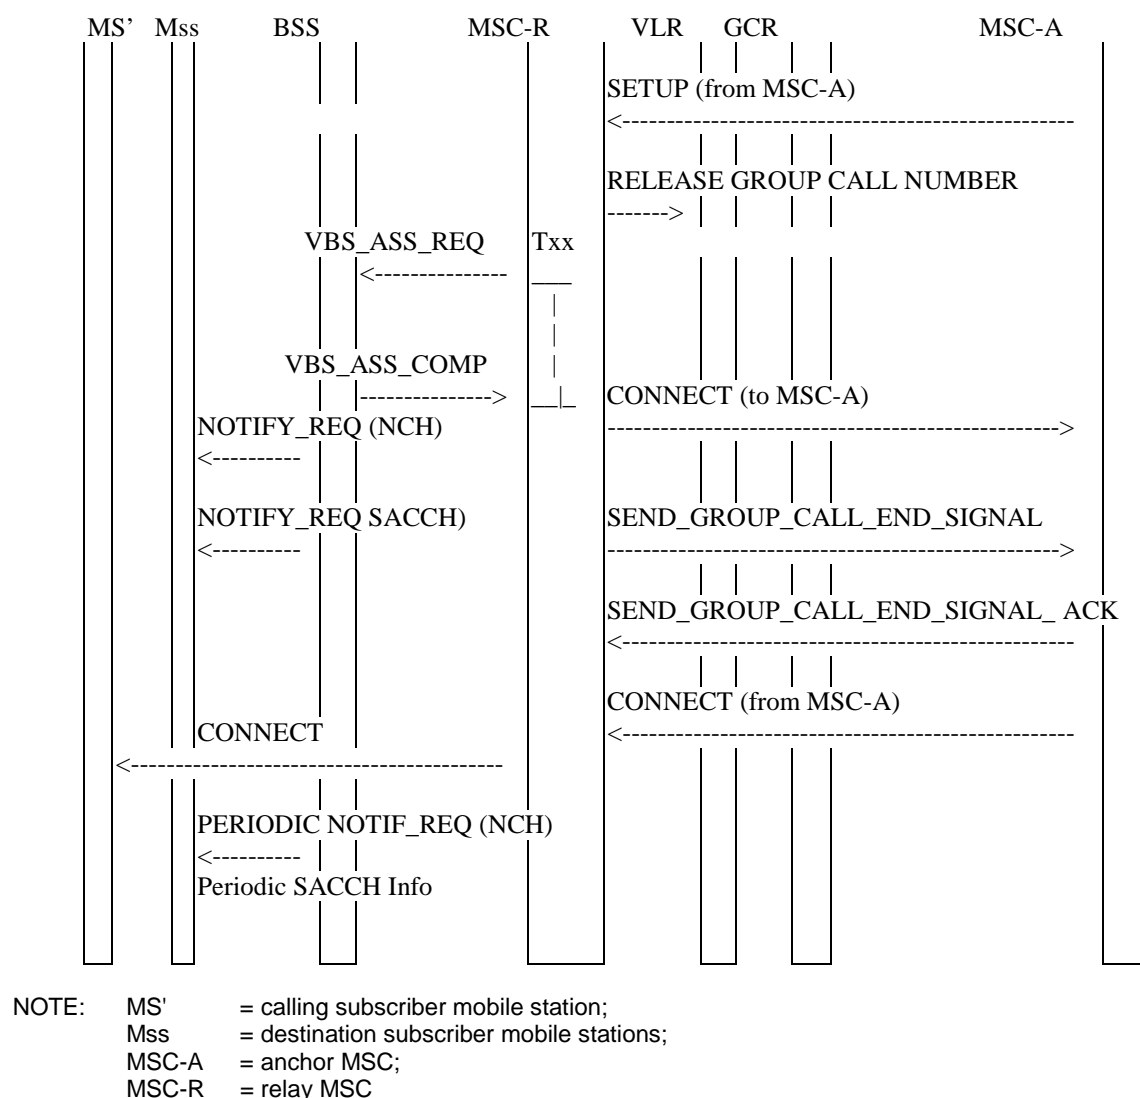 MS’ Mss BSS MSC-R VLR GCR MSC-A
SETUP (from MSC-A)
<---------------------------------------------------
RELEASE GROUP CALL NUMBER
------->
VBS_ASS_REQ Txx
<---------------
VBS_ASS_COMP
---------------> CONNECT (to MSC-A)
NOTIFY_REQ (NCH) --------------------------------------------------->
<----------
NOTIFY_REQ SACCH) SEND_GROUP_CALL_END_SIGNAL
<---------- --------------------------------------------------->
SEND_GROUP_CALL_END_SIGNAL_ ACK
<---------------------------------------------------
CONNECT (from MSC-A)
CONNECT <---------------------------------------------------
<------------------------------------------
PERIODIC NOTIF_REQ (NCH)
<----------
Periodic SACCH Info
NOTE: MS' = calling subscriber mobile station;
Mss = destination subscriber mobile stations;
MSC-A = anchor MSC;
MSC-R = relay MSC